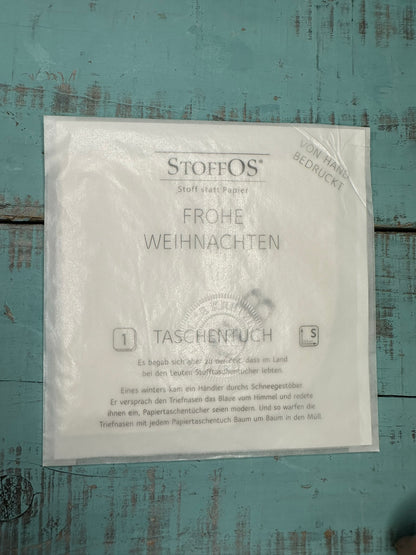 STOFFOS®
Stoff statt Papier
VON HAND
BEDRUCKT
FROHE
WEIHNACHTEN
1 TASCHENTUCH S
Es begab sich aber zu derzeit, dass im Land
bei den Leuten Stofftaschentücher lebten.
Eines winters kam ein Händler durchs Schneegestöber.
Er versprach den Triefnasen das Blaue vom Himmel und redete
ihnen ein, Papiertaschentücher seien modern. Und so warfen die
Triefnasen mit jedem Papiertaschentuch Baum um Baum in den Müll.